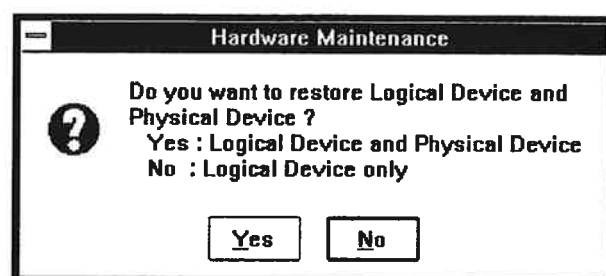 Hardware Maintenance
Do you want to restore Logical Device and
Physical Device ?
Yes : Logical Device and Physical Device
No : Logical Device only
Yes No